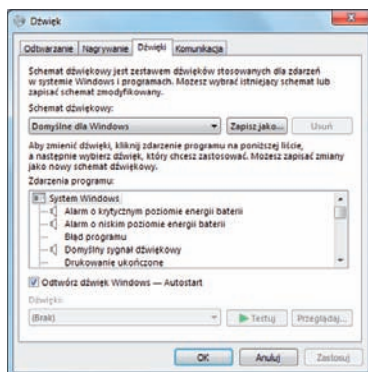 Dźwięk
Odtwarzanie Nagrywanie Dźwięki Komunikacja
Schemat dźwiękowy jest zestawem dźwięków stosowanych dla zdarzeń
w systemie Windows i programach. Możesz wybrać istniejący schemat lub
zapisać schemat zmodyfikowany.
Schemat dźwiękowy:
Domyślne dla Windows Zapisz jako... Usuń
Aby zmienić dźwięki, kliknij zdarzenie programu na poniższej liście,
a następnie wybierz dźwięk, który chcesz zastosować. Możesz zapisać zmiany
jako nowy schemat dźwiękowy.
Zdarzenia programu:
System Windows
Alarm o krytycznym poziomie energii baterii
Alarm o niskim poziomie energii baterii
Błąd programu
Domyślny sygnał dźwiękowy
Drukowanie ukończone
Odtwórz dźwięk Windows — Autostart
Dźwięki:
(Brak) Testuj Przeglądaj...
OK Anuluj Zastosuj